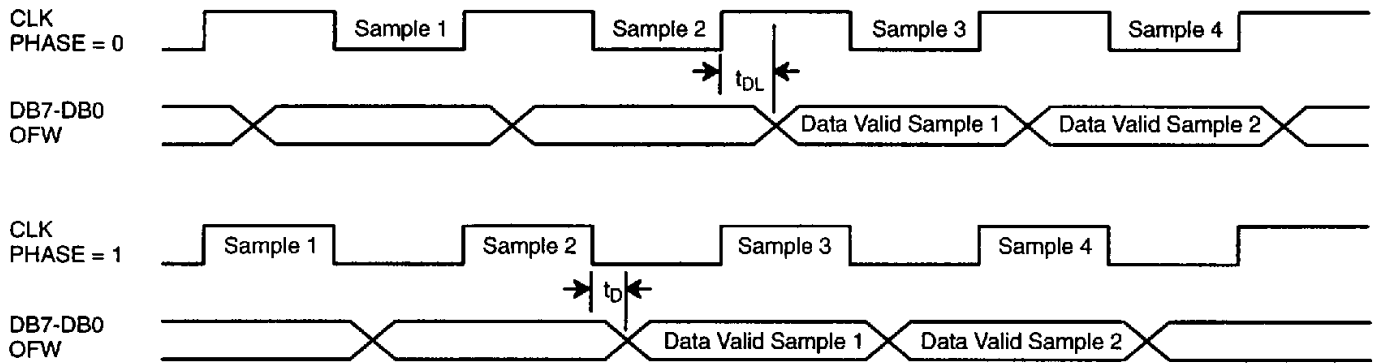 CLK
PHASE = 0
Sample 1
Sample 2
Sample 3
Sample 4
tDL
DB7-DB0
OFW
Data Valid Sample 1
Data Valid Sample 2
CLK
PHASE = 1
Sample 1
Sample 2
Sample 3
Sample 4
tD
DB7-DB0
OFW
Data Valid Sample 1
Data Valid Sample 2